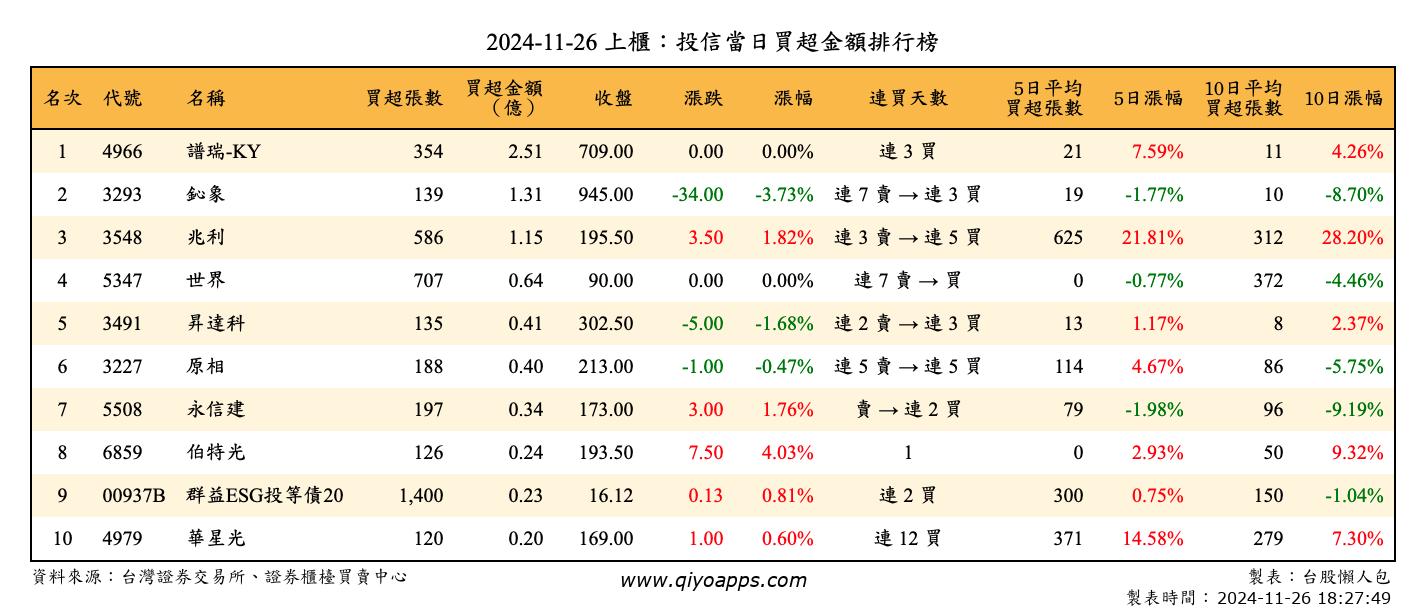 2024-11-26 上櫃：投信當日買超金額排行榜
名次 代號 名稱 買超張數 買超金額（億） 收盤 漲跌 漲幅 連買天數 5日平均買超張數 5日漲幅 10日平均買超張數 10日漲幅
1 4966 譜瑞-KY 354 2.51 709.00 0.00 0.00% 連 3 買 21 7.59% 11 4.26%
2 3293 鈊象 139 1.31 945.00 -34.00 -3.73% 連 7 賣 → 連 3 買 19 -1.77% 10 -8.70%
3 3548 兆利 586 1.15 195.50 3.50 1.82% 連 3 賣 → 連 5 買 625 21.81% 312 28.20%
4 5347 世界 707 0.64 90.00 0.00 0.00% 連 7 賣 → 買 0 -0.77% 372 -4.46%
5 3491 昇達科 135 0.41 302.50 -5.00 -1.68% 連 2 賣 → 連 3 買 13 1.17% 8 2.37%
6 3227 原相 188 0.40 213.00 -1.00 -0.47% 連 5 賣 → 連 5 買 114 4.67% 86 -5.75%
7 5508 永信建 197 0.34 173.00 3.00 1.76% 賣 → 連 2 買 79 -1.98% 96 -9.19%
8 6859 伯特光 126 0.24 193.50 7.50 4.03% 1 0 2.93% 50 9.32%
9 00937B 群益ESG投等債20 1,400 0.23 16.12 0.13 0.81% 連 2 買 300 0.75% 150 -1.04%
10 4979 華星光 120 0.20 169.00 1.00 0.60% 連 12 買 371 14.58% 279 7.30%
資料來源：台灣證券交易所、證券櫃檯買賣中心 www.qiyoapps.com 製表：台股懶人包
製表時間：2024-11-26 18:27:49